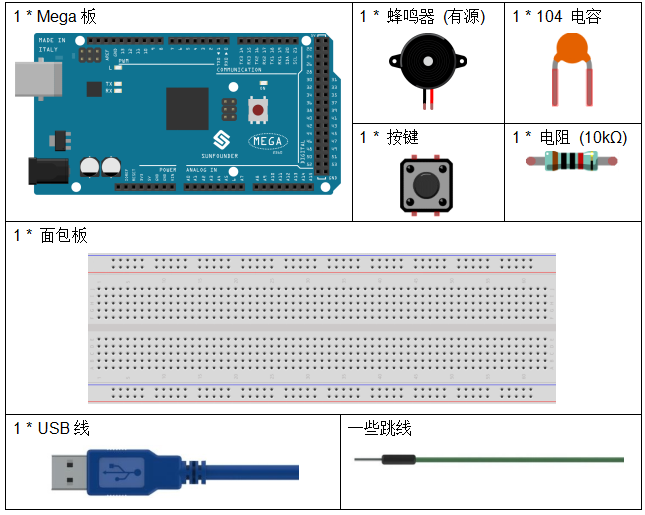 1 * Mega 板
1 * 蜂鸣器 (有源)
1 * 104 电容
MADE IN
ITALY
PWM
COMMUNICATION
L
TX
RX
ON
DIGITAL
SUNFOUNDER
MEGA
2560
POWER
ANALOG IN
1 * 按键
1 * 电阻 (10kΩ)
1 * 面包板
1 * USB 线
一些跳线